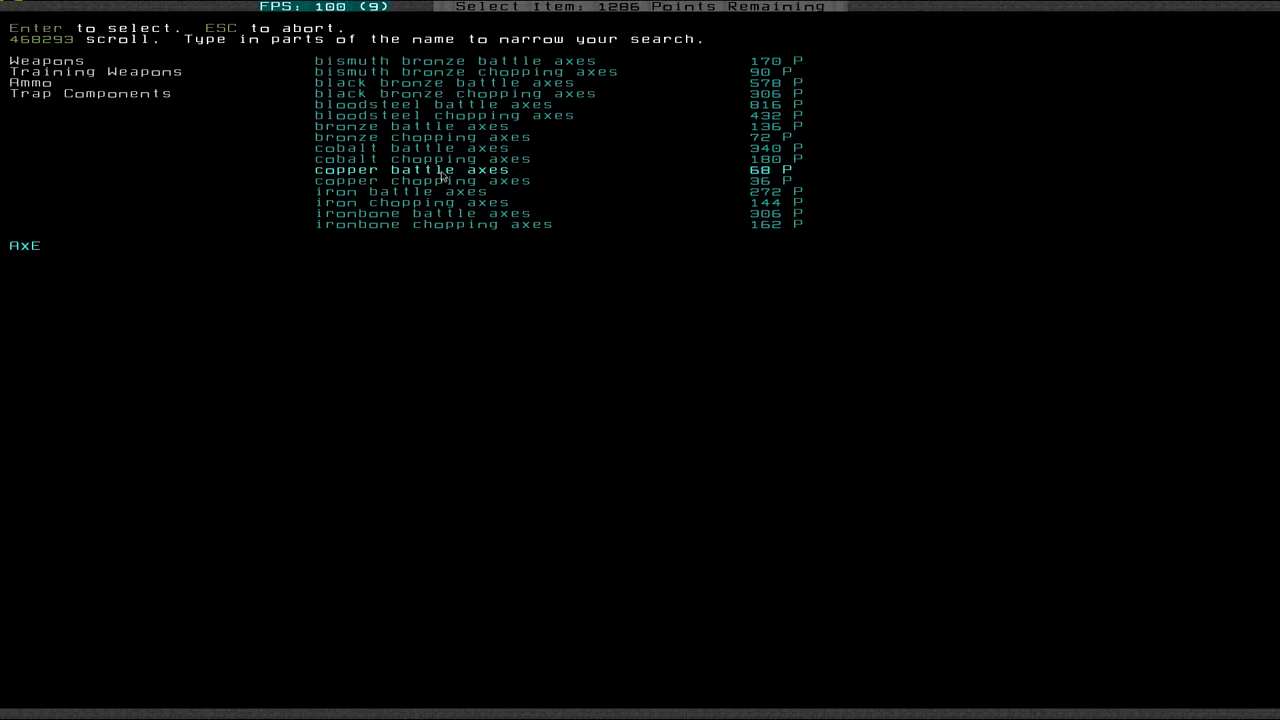 FPS: 100 (9) Select Item: 1286 Points Remaining
Enter to select. ESC to abort.
468293 scroll. Type in parts of the name to narrow your search.
Weapons bismuth bronze battle axes 170 P
Training Weapons bismuth bronze chopping axes 90 P
Ammo black bronze battle axes 578 P
Trap Components black bronze chopping axes 306 P
bloodsteel battle axes 816 P
bloodsteel chopping axes 432 P
bronze battle axes 136 P
bronze chopping axes 72 P
cobalt battle axes 340 P
cobalt chopping axes 180 P
copper battle axes 68 P
copper chopping axes 36 P
iron battle axes 272 P
iron chopping axes 144 P
ironbone battle axes 306 P
ironbone chopping axes 162 P
AxE